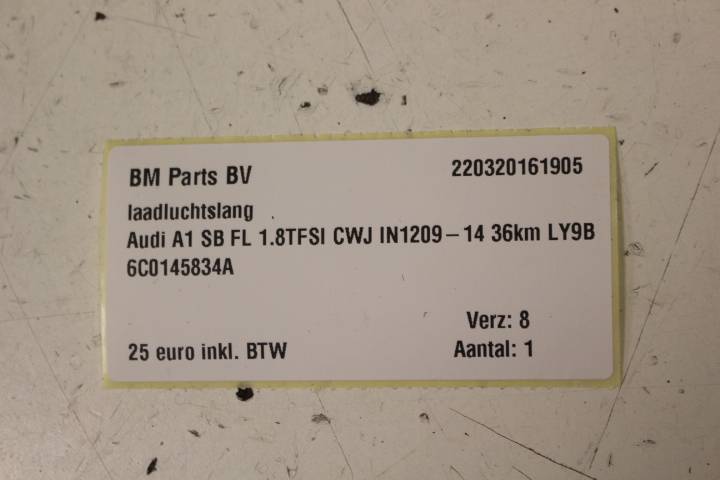 BM Parts BV 220320161905
laadluchtslang
Audi A1 SB FL 1.8TFSI CWJ IN1209-14 36km LY9B
6C0145834A
Verz: 8
25 euro inkl. BTW Aantal: 1